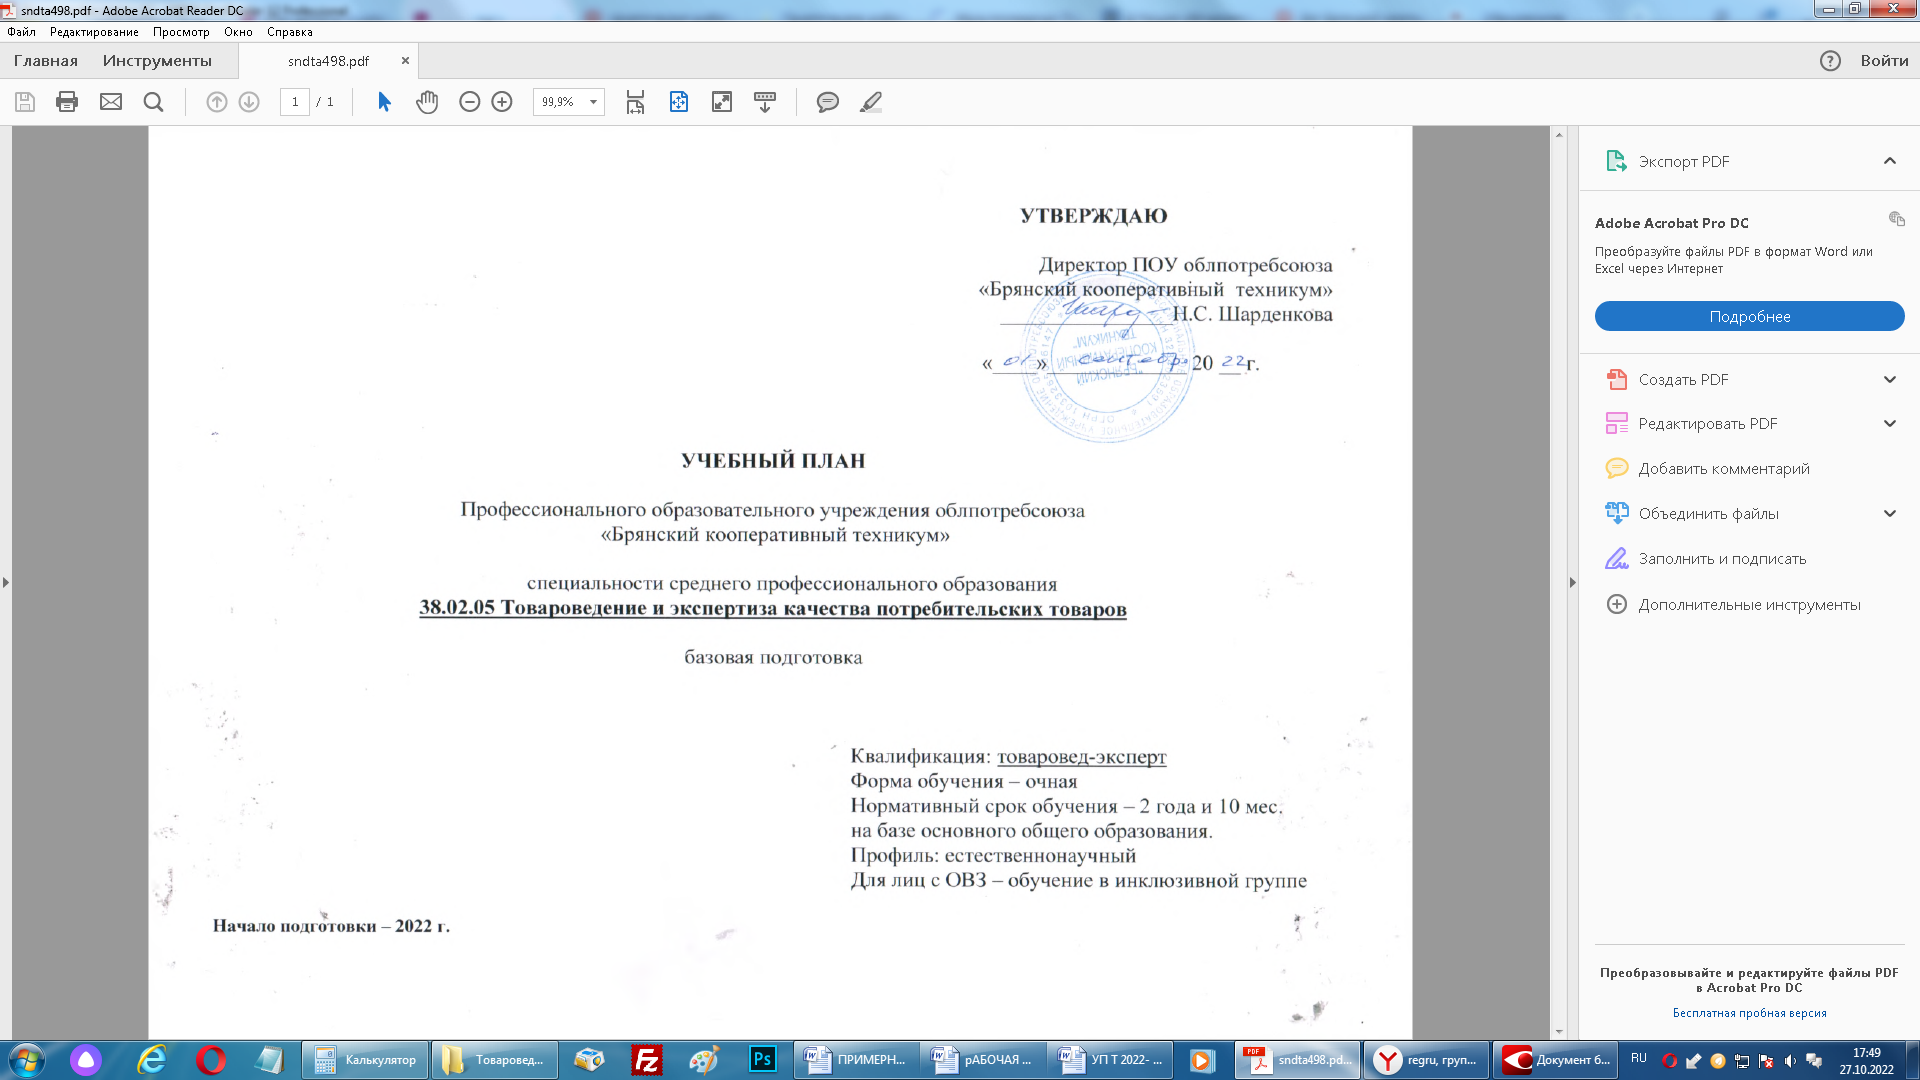 sndta498.pdf - Adobe Acrobat Reader DC
Файл Редактирование Просмотр Окно Справка
Главная Инструменты sndta498.pdf × Войти
1 / 1 99,9%
УТВЕРЖДАЮ
Директор ПОУ облпотребсоюза
«Брянский кооперативный техникум»
Н.С. Шарденкова
«01» сентября 2022г.
УЧЕБНЫЙ ПЛАН
Профессионального образовательного учреждения облпотребсоюза
«Брянский кооперативный техникум»
специальности среднего профессионального образования
38.02.05 Товароведение и экспертиза качества потребительских товаров
базовая подготовка
Квалификация: товаровед-эксперт
Форма обучения – очная
Нормативный срок обучения – 2 года и 10 мес.
на базе основного общего образования.
Профиль: естественнонаучный
Для лиц с ОВЗ – обучение в инклюзивной группе
Начало подготовки – 2022 г.
Экспорт PDF
Adobe Acrobat Pro DC
Преобразуйте файлы PDF в формат Word или
Excel через Интернет
Подробнее
Создать PDF
Редактировать PDF
Добавить комментарий
Объединить файлы
Заполнить и подписать
Дополнительные инструменты
Преобразовывайте и редактируйте файлы PDF
в Acrobat Pro DC
Бесплатная пробная версия
Калькулятор Товаровед... Ps ПРИМЕРН... рАБОЧАЯ ... УП Т 2022- ... sndta498.pd... regru, груп... Документ б... RU 17:49
27.10.2022